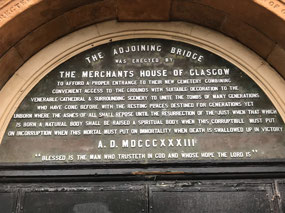 THE ADJOINING BRIDGE
WAS ERECTED BY
THE MERCHANTS HOUSE OF GLASGOW
TO AFFORD A PROPER ENTRANCE TO THEIR NEW CEMETERY COMBINING
CONVENIENT ACCESS TO THE GROUNDS WITH SUITABLE DECORATION TO THE
VENERABLE CATHEDRAL & SURROUNDING SCENERY TO UNITE THE TOMBS OF MANY GENERATIONS
WHO HAVE GONE BEFORE WITH THE RESTING PLACES DESTINED FOR GENERATIONS YET
UNBORN WHERE THE ASHES OF ALL SHALL REPOSE UNTIL THE RESURRECTION OF THE JUST WHEN THAT WHICH
IS BORN A NATURAL BODY SHALL BE RAISED A SPIRITUAL BODY WHEN THIS CORRUPTIBLE MUST PUT
ON INCORRUPTION WHEN THIS MORTAL MUST PUT ON IMMORTALITY WHEN DEATH IS SWALLOWED UP IN VICTORY
A.D. MDCCCXXXIII
"BLESSED IS THE MAN WHO TRUSTETH IN GOD AND WHOSE HOPE THE LORD IS"